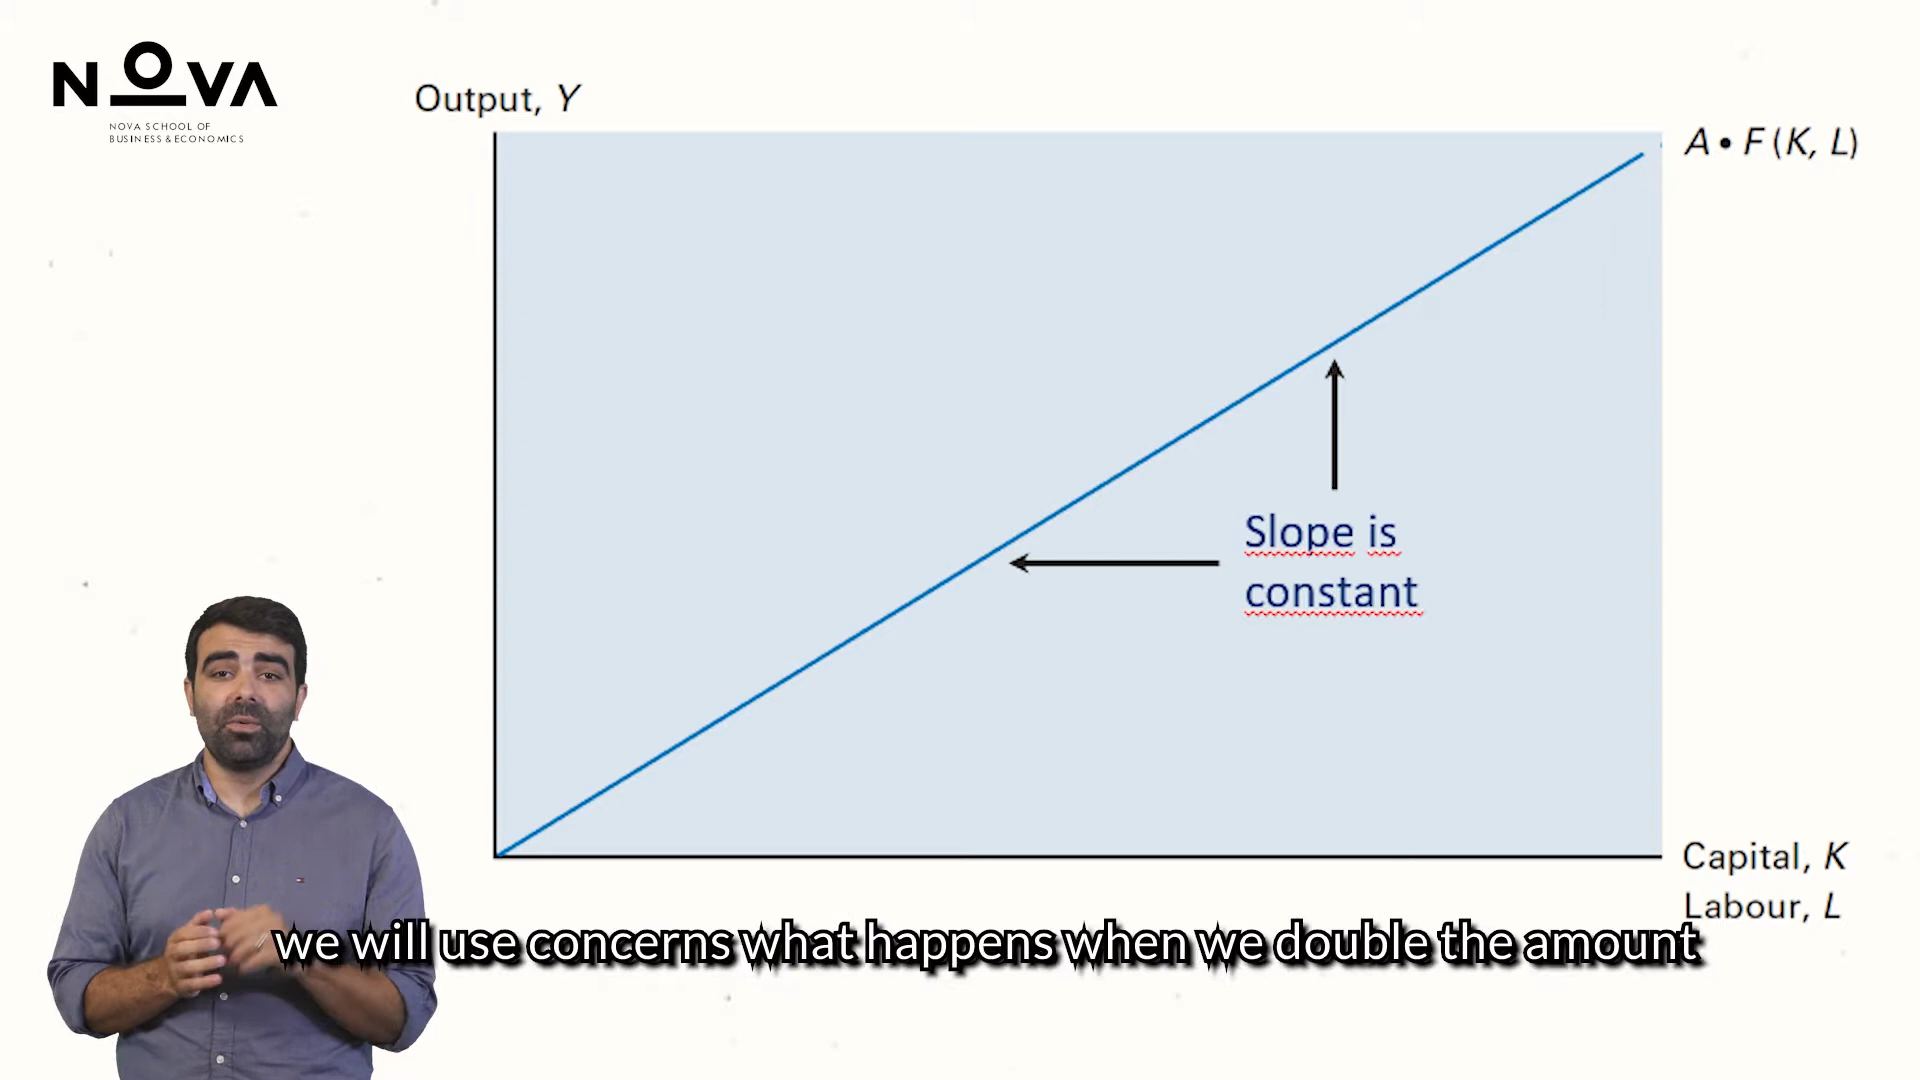 NOVA
NOVA SCHOOL OF
BUSINESS & ECONOMICS
Output, Y
A • F (K, L)
Slope is
constant
Capital, K
Labour, L
we will use concerns what happens when we double the amount